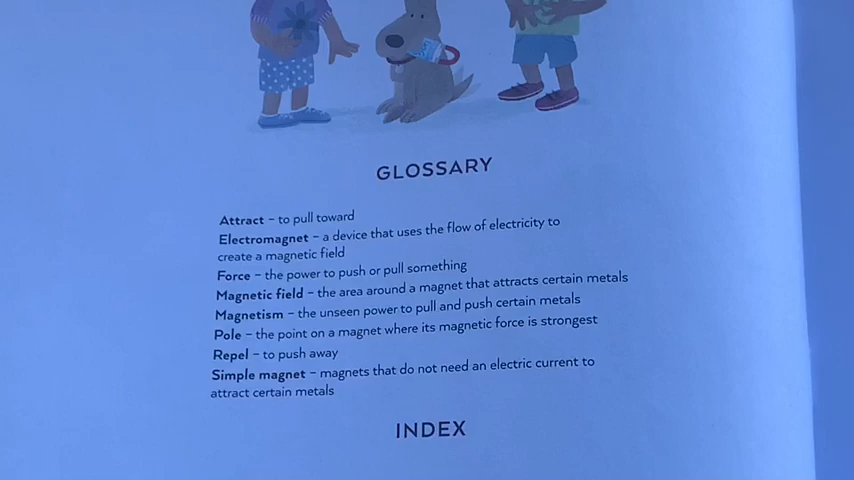 GLOSSARY
Attract – to pull toward
Electromagnet – a device that uses the flow of electricity to
create a magnetic field
Force – the power to push or pull something
Magnetic field – the area around a magnet that attracts certain metals
Magnetism – the unseen power to pull and push certain metals
Pole – the point on a magnet where its magnetic force is strongest
Repel – to push away
Simple magnet – magnets that do not need an electric current to
attract certain metals
INDEX